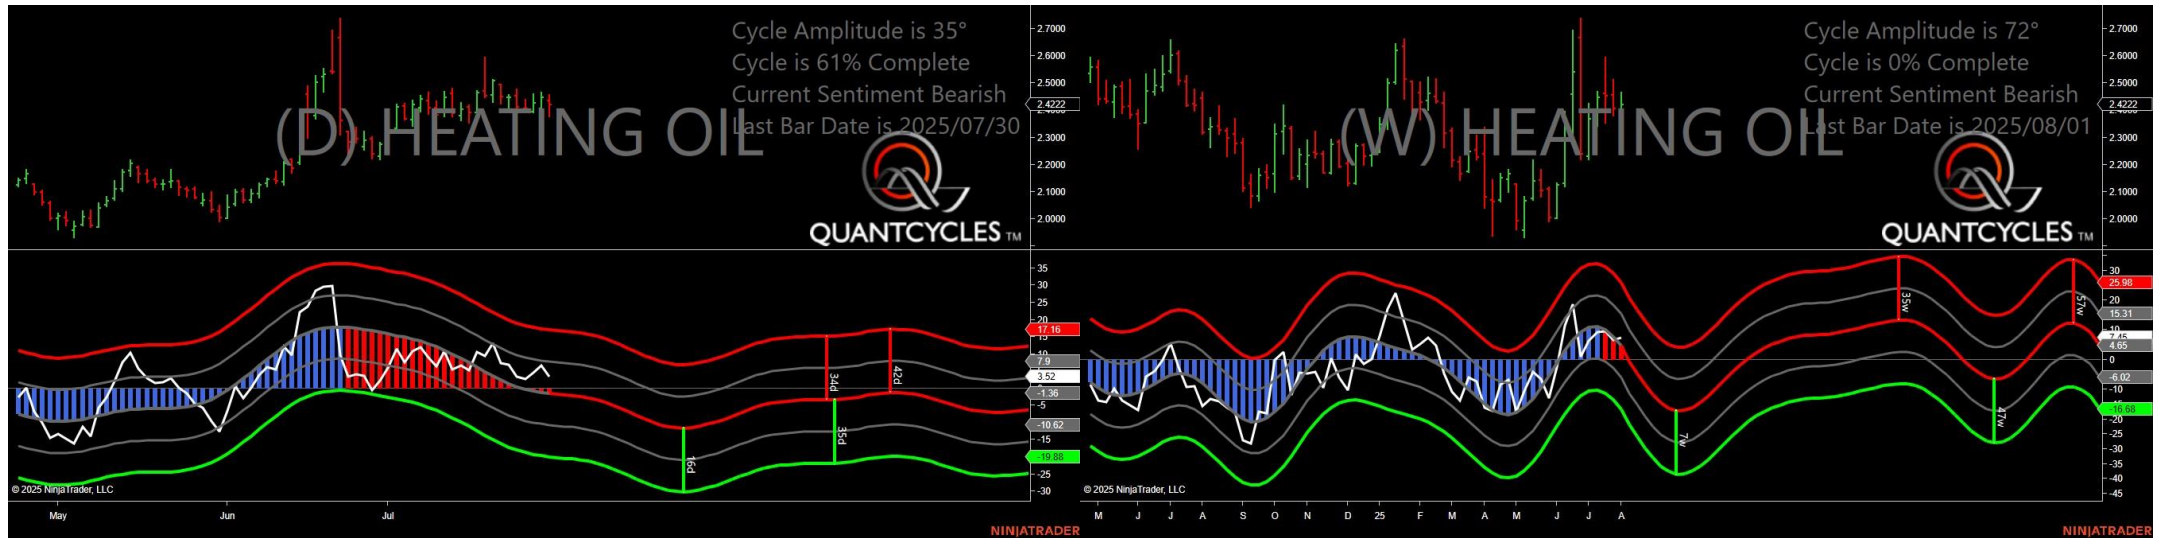 Cycle Amplitude is 35°
Cycle is 61% Complete
Current Sentiment Bearish
Last Bar Date is 2025/07/30
(D) HEATING OIL
QUANTCYCLES TM
2.7000
2.6000
2.5000
2.4222
2.3000
2.2000
2.1000
2.0000
35
30
25
20
17.16
15
10
7.9
3.52
-1.36
-5
-10.62
-15
-19.88
-25
-30
16d
34d
35d
42d
© 2025 NinjaTrader, LLC
May Jun Jul
NINJATRADER
Cycle Amplitude is 72°
Cycle is 0% Complete
Current Sentiment Bearish
Last Bar Date is 2025/08/01
(W) HEATING OIL
QUANTCYCLES TM
2.7000
2.6000
2.5000
2.4222
2.3000
2.2000
2.1000
2.0000
30
25.98
20
15.31
10
4.65
0
-6.02
-10
-16.68
-20
-25
-30
-35
-40
-45
7w
35w
47w
57w
© 2025 NinjaTrader, LLC
M J J A S O N D 25 F M A M J J A
NINJATRADER